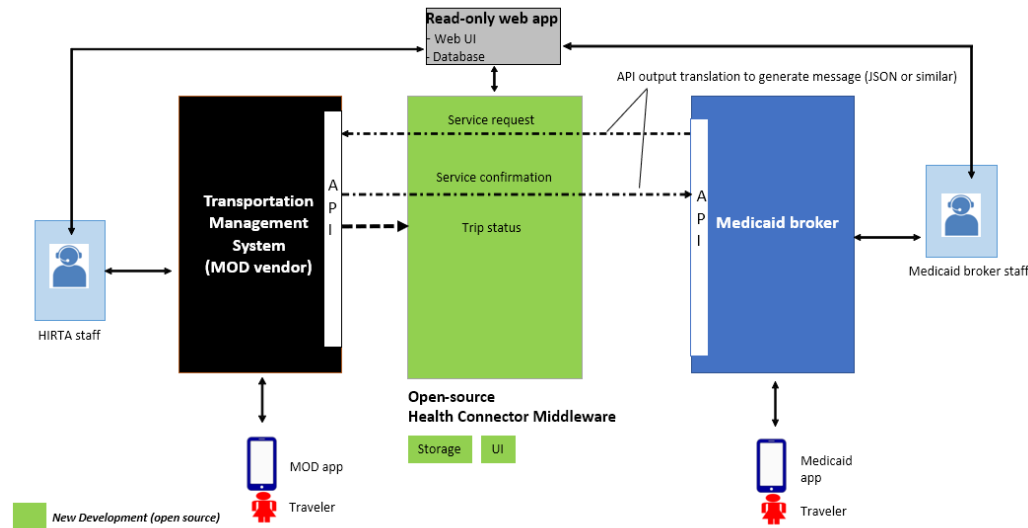 Read-only web app
- Web UI
- Database
API output translation to generate message (JSON or similar)
Service request
Service confirmation
Trip status
Transportation
Management
System
(MOD vendor)
A
P
I
A
P
I
Medicaid broker
HIRTA staff
Medicaid broker staff
Open-source
Health Connector Middleware
Storage
UI
MOD app
Traveler
Medicaid
app
Traveler
New Development (open source)